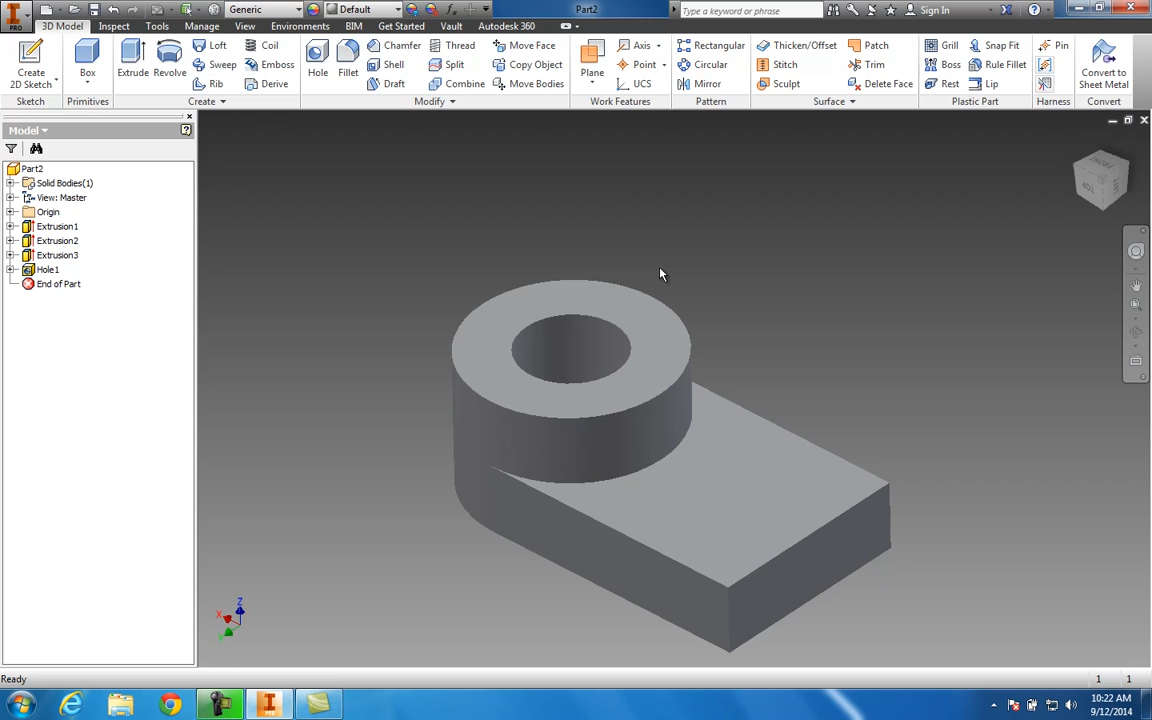 PRO
Generic
Default
Part2
Type a keyword or phrase
Sign In
3D Model
Inspect
Tools
Manage
View
Environments
BIM
Get Started
Vault
Autodesk 360
Create
2D Sketch
Box
Extrude
Revolve
Loft
Sweep
Rib
Coil
Emboss
Derive
Hole
Fillet
Chamfer
Shell
Draft
Thread
Split
Combine
Move Face
Copy Object
Move Bodies
Plane
Axis
Point
UCS
Rectangular
Circular
Mirror
Thicken/Offset
Stitch
Sculpt
Patch
Trim
Delete Face
Grill
Boss
Rest
Snap Fit
Rule Fillet
Lip
Pin
Convert to
Sheet Metal
Sketch
Primitives
Create
Modify
Work Features
Pattern
Surface
Plastic Part
Harness
Convert
Model
Part2
Solid Bodies(1)
View: Master
Origin
Extrusion1
Extrusion2
Extrusion3
Hole1
End of Part
TOP
Z
X
Ready
1
1
10:22 AM
9/12/2014